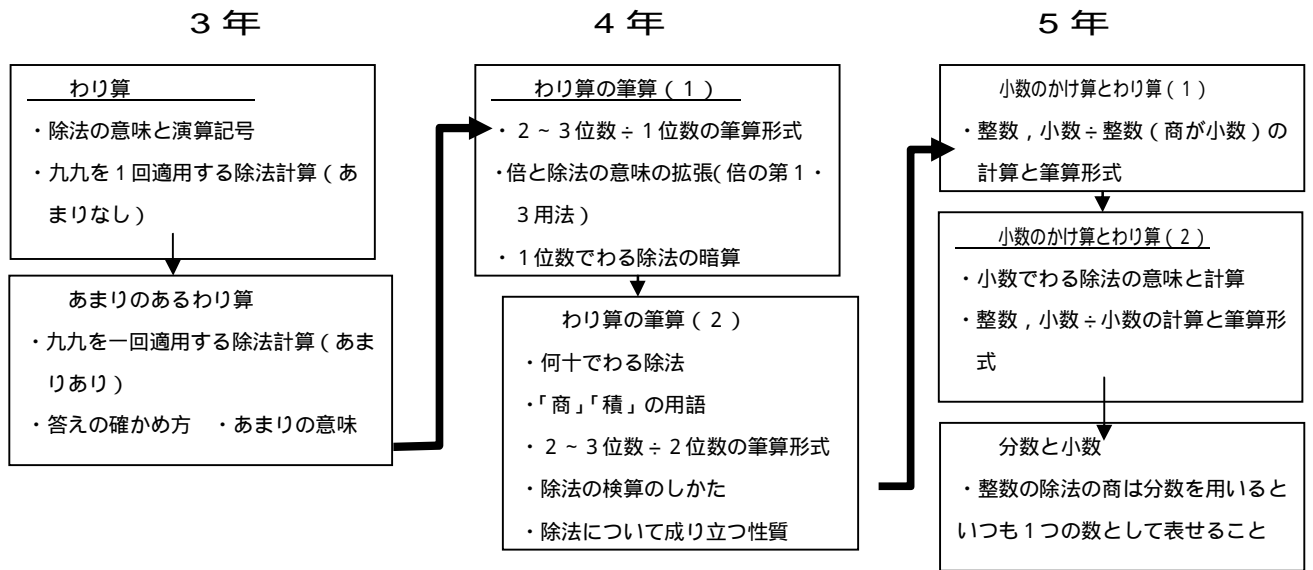 ３年
わり算
・除法の意味と演算記号
・九九を１回適用する除法計算（あ
まりなし）
あまりのあるわり算
・九九を一回適用する除法計算（あま
りあり）
・答えの確かめ方　・あまりの意味
４年
わり算の筆算（１）
・２～３位数÷１位数の筆算形式
・倍と除法の意味の拡張（倍の第１・
３用法）
・１位数でわる除法の暗算
わり算の筆算（２）
・何十でわる除法
・「商」「積」の用語
・２～３位数÷２位数の筆算形式
・除法の検算のしかた
・除法について成り立つ性質
５年
小数のかけ算とわり算（１）
・整数，小数÷整数（商が小数）の
計算と筆算形式
小数のかけ算とわり算（２）
・小数でわる除法の意味と計算
・整数，小数÷小数の計算と筆算形
式
分数と小数
・整数の除法の商は分数を用いると
いつも１つの数として表せること